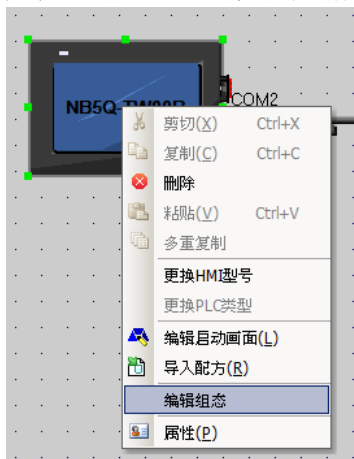 COM2
剪切(X) Ctrl+X
复制(C) Ctrl+C
删除
粘贴(V) Ctrl+V
多重复制
更换HMI型号
更换PLC类型
编辑启动画面(L)
导入配方(R)
编辑组态
属性(P)